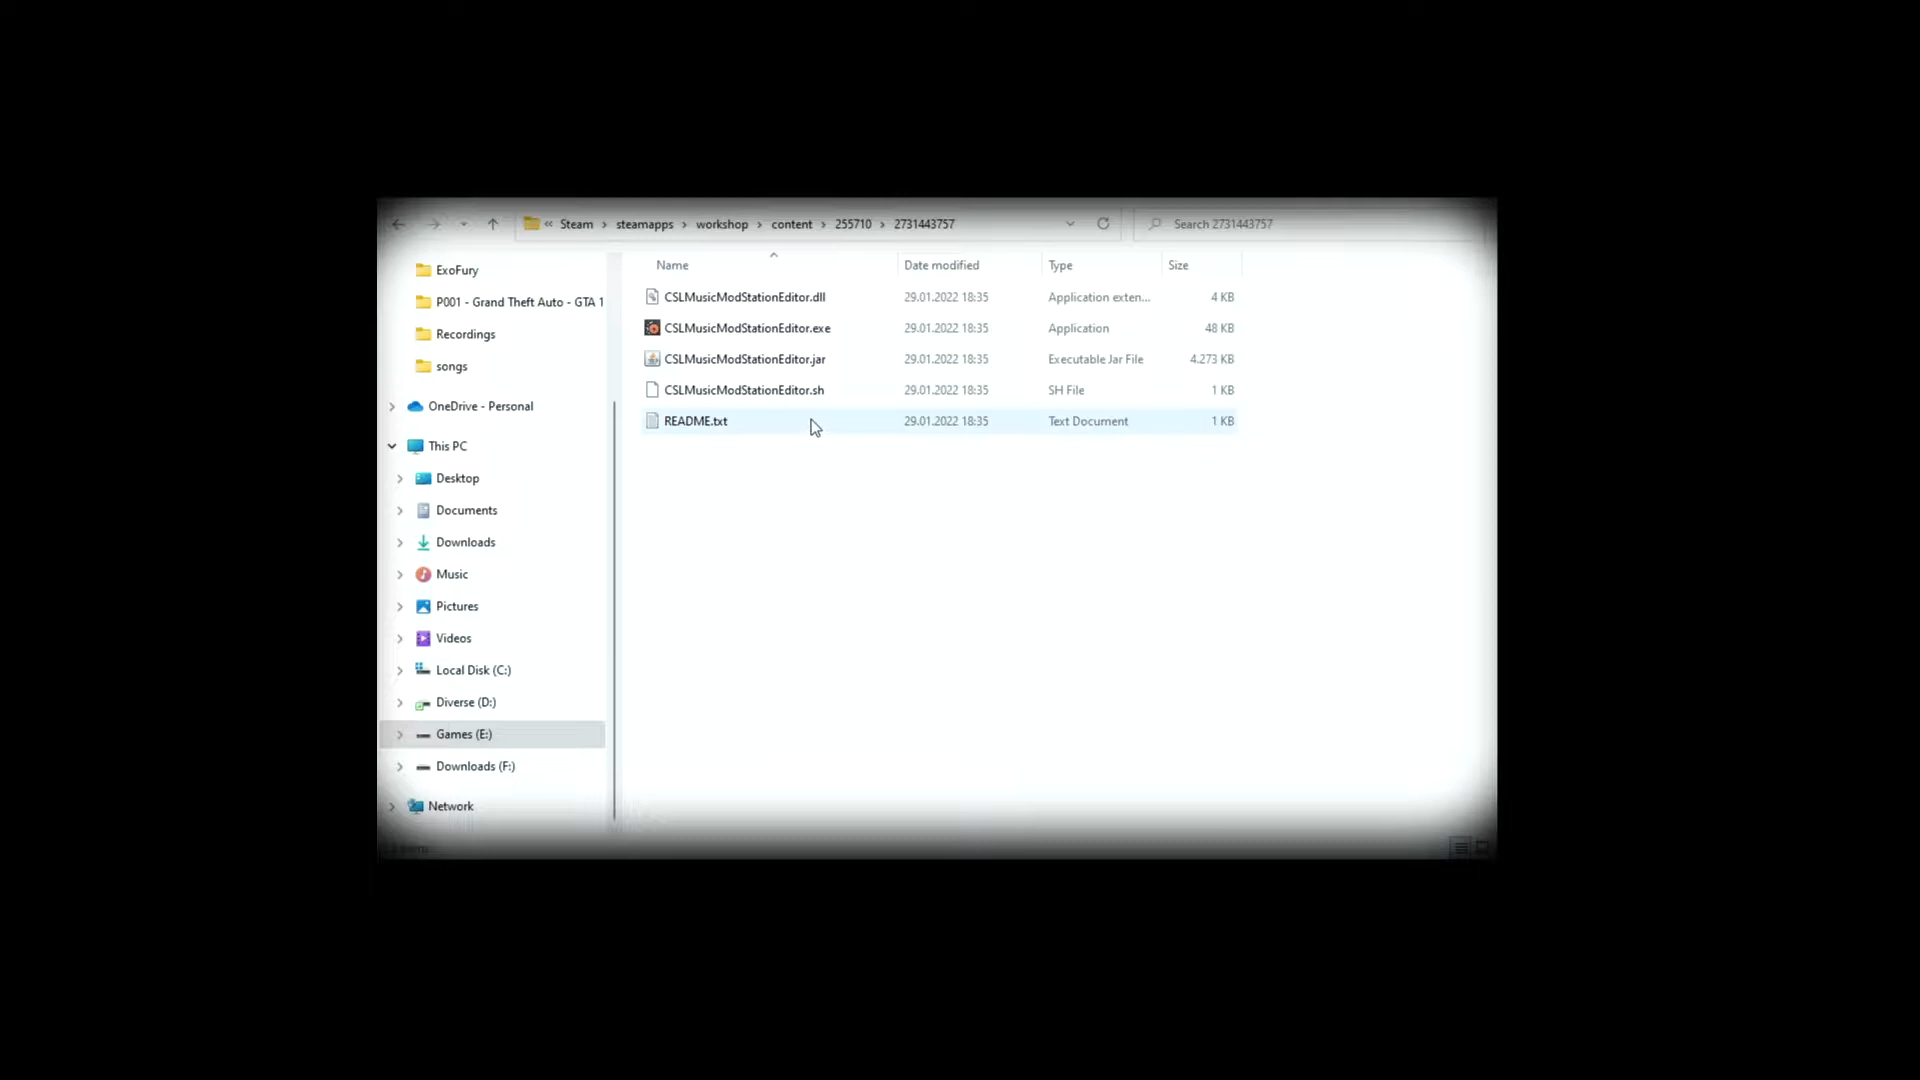 « Steam > steamapps > workshop > content > 255710 > 2731443757
Search 2731443757
Name Date modified Type Size
CSLMusicModStationEditor.dll 29.01.2022 18:35 Application exten... 4 KB
CSLMusicModStationEditor.exe 29.01.2022 18:35 Application 48 KB
CSLMusicModStationEditor.jar 29.01.2022 18:35 Executable Jar File 4.273 KB
CSLMusicModStationEditor.sh 29.01.2022 18:35 SH File 1 KB
README.txt 29.01.2022 18:35 Text Document 1 KB
ExoFury
P001 - Grand Theft Auto - GTA 1
Recordings
songs
OneDrive - Personal
This PC
Desktop
Documents
Downloads
Music
Pictures
Videos
Local Disk (C:)
Diverse (D:)
Games (E:)
Downloads (F:)
Network